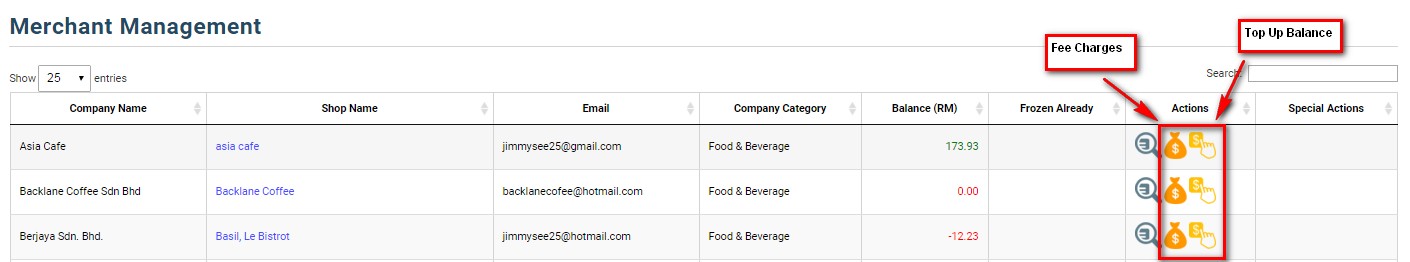 Merchant Management
Top Up Balance
Fee Charges
Show 25 entries
Search:
Company Name Shop Name Email Company Category Balance (RM) Frozen Already Actions Special Actions
Asia Cafe asia cafe jimmysee25@gmail.com Food & Beverage 173.93
Backlane Coffee Sdn Bhd Backlane Coffee backlanecofee@hotmail.com Food & Beverage 0.00
Berjaya Sdn. Bhd. Basil, Le Bistrot jimmysee25@hotmail.com Food & Beverage -12.23